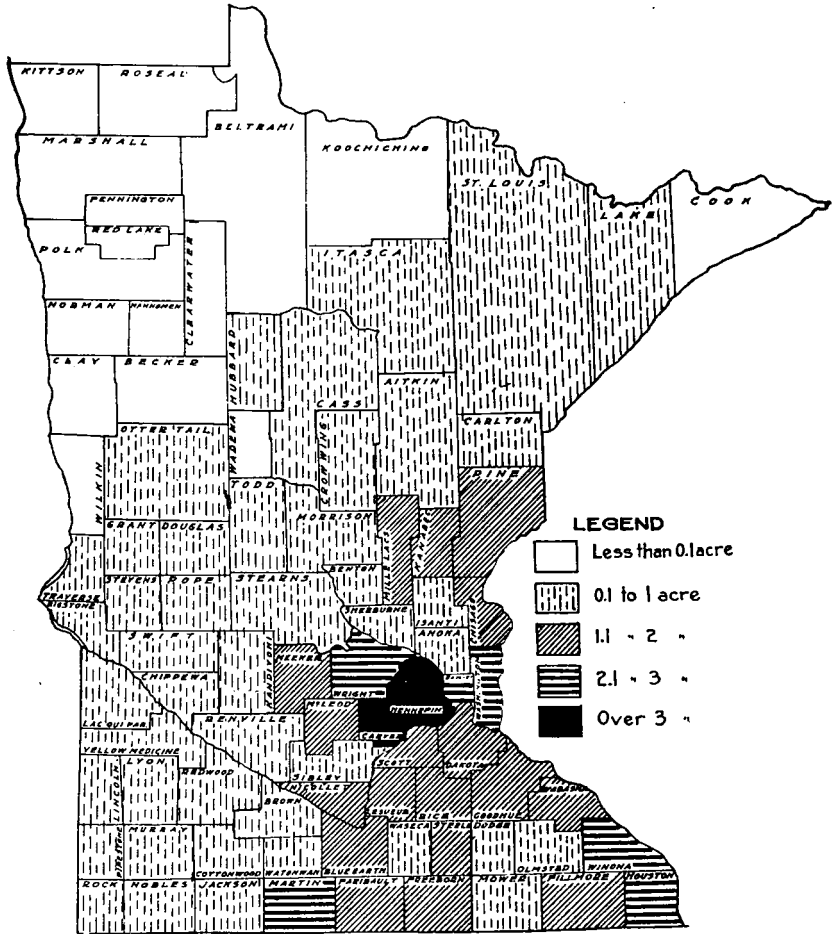 KITTSON
ROSEAU
BELTRAMI
MARSHALL
KOOCHICHING
ST. LOUIS
PENNINGTON
LAKE
COOK
RED LAKE
POLK
CLEARWATER
ITASCA
NORMAN
MAHNOMEN
CLAY
BECKER
HUBBARD
CASS
AITKIN
WADENA
CROW WING
CARLTON
OTTER TAIL
WILKIN
TODD
PINE
MORRISON
MILLE LACS
KANABEC
GRANT
DOUGLAS
LEGEND
Less than 0.1 acre
0.1 to 1 acre
1.1 " 2 "
2.1 " 3 "
Over 3 "
BENTON
STEVENS
POPE
STEARNS
TRAVERSE
BIGSTONE
SHERBURNE
ISANTI
CHISAGO
ANOKA
SWIFT
KANDIYOHI
MEEKER
WRIGHT
WASHINGTON
CHIPPEWA
HENNEPIN
MCLEOD
LAC QUI PARL
RENVILLE
CARVER
YELLOW MEDICINE
SCOTT
DAKOTA
SIBLEY
LINCOLN
LYON
REDWOOD
NICOLLET
BROWN
LESUEUR
RICE
GOODHUE
WABASHA
PIPESTONE
MURRAY
COTTONWOOD
WATONWAN
BLUE EARTH
WASECA
STEELE
DODGE
OLMSTED
WINONA
ROCK
NOBLES
JACKSON
MARTIN
FARIBAULT
FREEBORN
MOWER
FILLMORE
HOUSTON